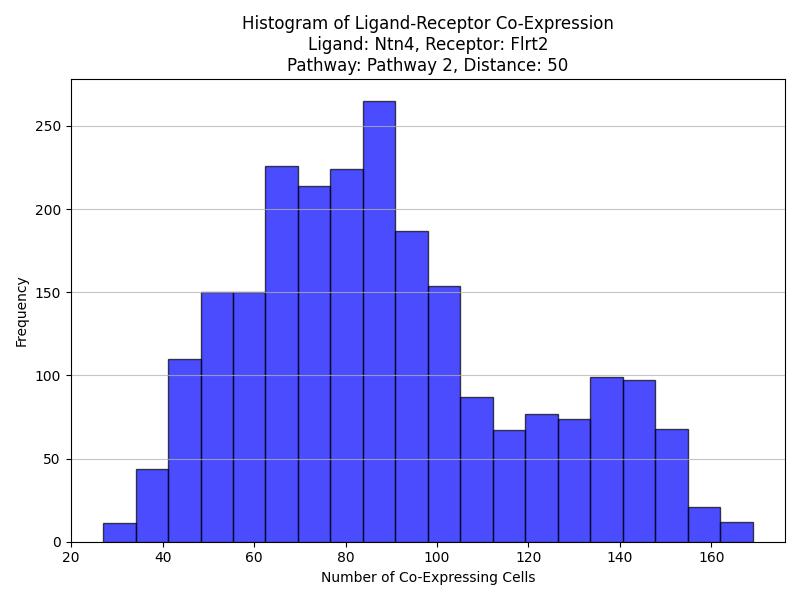 Histogram of Ligand-Receptor Co-Expression
Ligand: Ntn4, Receptor: Flrt2
Pathway: Pathway 2, Distance: 50
Frequency
250
200
150
100
50
0
20 40 60 80 100 120 140 160
Number of Co-Expressing Cells